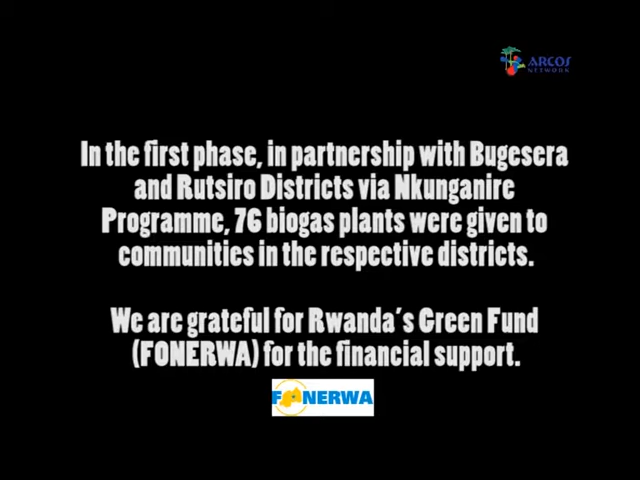 ARCOS
NETWORK
In the first phase, in partnership with Bugesera
and Rutsiro Districts via Nkunganire
Programme, 76 biogas plants were given to
communities in the respective districts.
We are grateful for Rwanda's Green Fund
(FONERWA) for the financial support.
FONERWA